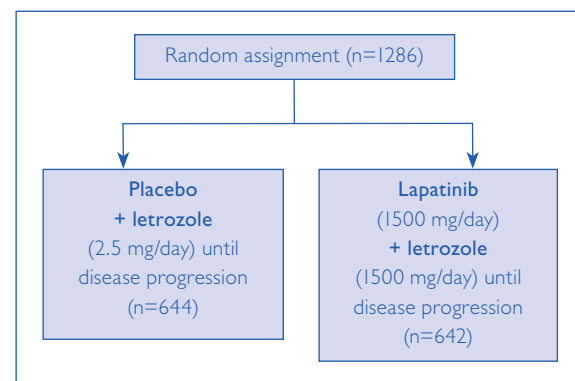 Random assignment (n=1286)
Placebo
+ letrozole
(2.5 mg/day) until
disease progression
(n=644)
Lapatinib
(1500 mg/day)
+ letrozole
(1500 mg/day) until
disease progression
(n=642)